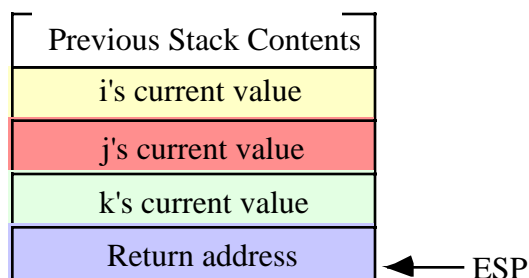 Previous Stack Contents
i's current value
j's current value
k's current value
Return address
ESP